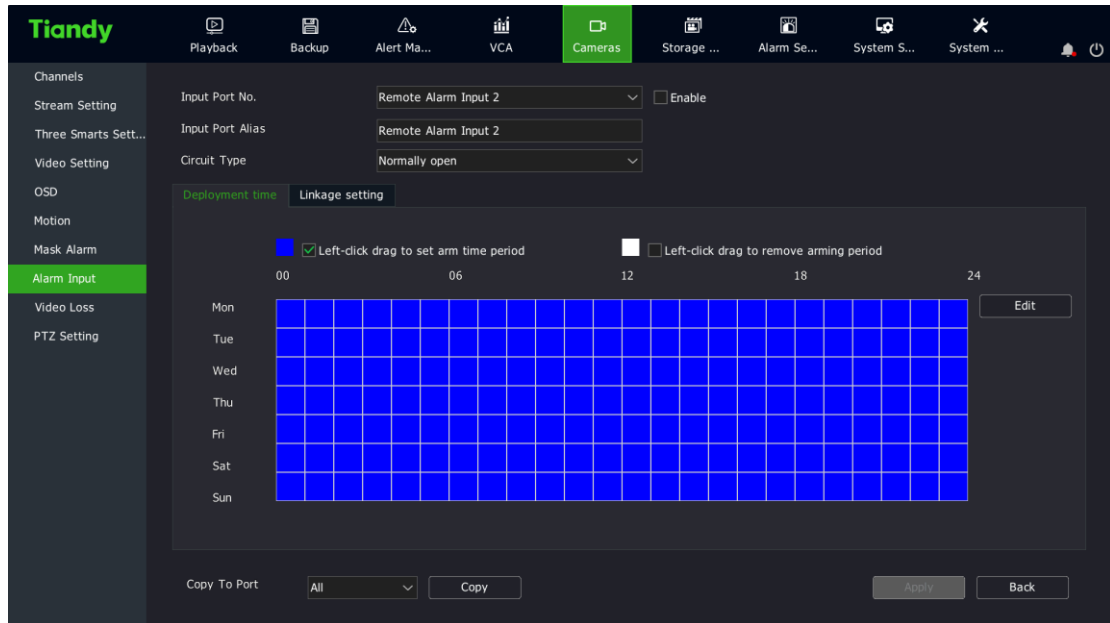 Tiandy
Playback
Backup
Alert Ma...
VCA
Cameras
Storage ...
Alarm Se...
System S...
System ...
Channels
Stream Setting
Three Smarts Sett...
Video Setting
OSD
Motion
Mask Alarm
Alarm Input
Video Loss
PTZ Setting
Input Port No.
Remote Alarm Input 2
Enable
Input Port Alias
Remote Alarm Input 2
Circuit Type
Normally open
Deployment time
Linkage setting
Left-click drag to set arm time period
Left-click drag to remove arming period
00 06 12 18 24
Mon
Edit
Tue
Wed
Thu
Fri
Sat
Sun
Copy To Port
All
Copy
Apply
Back